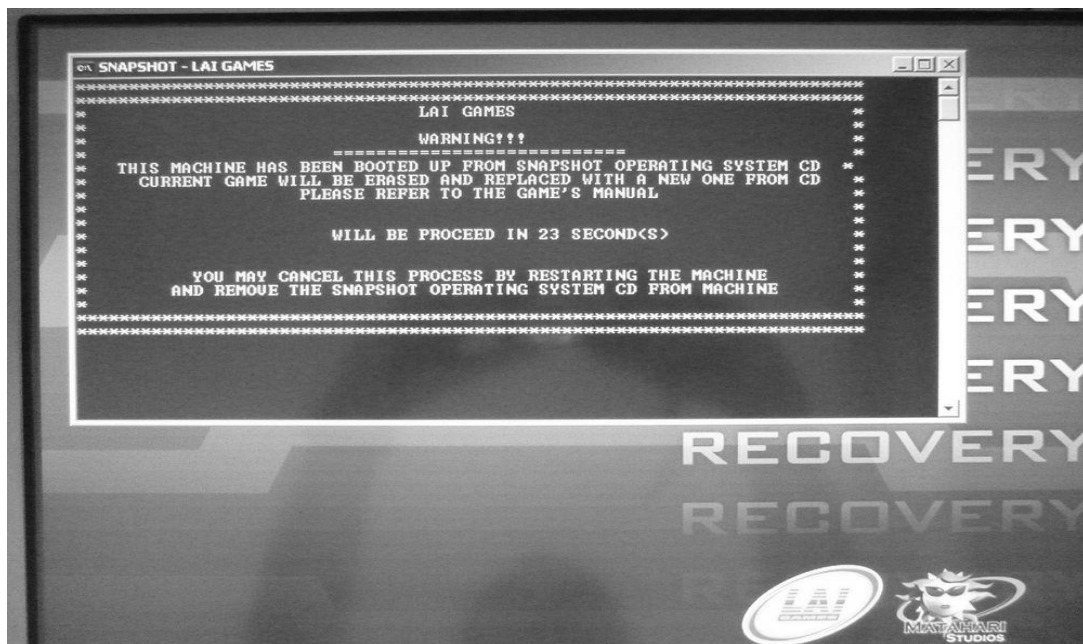 SNAPSHOT - LAI GAMES
****************************************************************************
****************************************************************************
* LAI GAMES *
* WARNING!!! *
* ============================ *
* THIS MACHINE HAS BEEN BOOTED UP FROM SNAPSHOT OPERATING SYSTEM CD *
* CURRENT GAME WILL BE ERASED AND REPLACED WITH A NEW ONE FROM CD *
* PLEASE REFER TO THE GAME'S MANUAL *
* WILL BE PROCEED IN 23 SECOND(S) *
* YOU MAY CANCEL THIS PROCESS BY RESTARTING THE MACHINE *
* AND REMOVE THE SNAPSHOT OPERATING SYSTEM CD FROM MACHINE *
****************************************************************************
****************************************************************************
ERY
ERY
ERY
ERY
RECOVERY
RECOVERY
LAI
GAMES
MATAHARI
STUDIOS